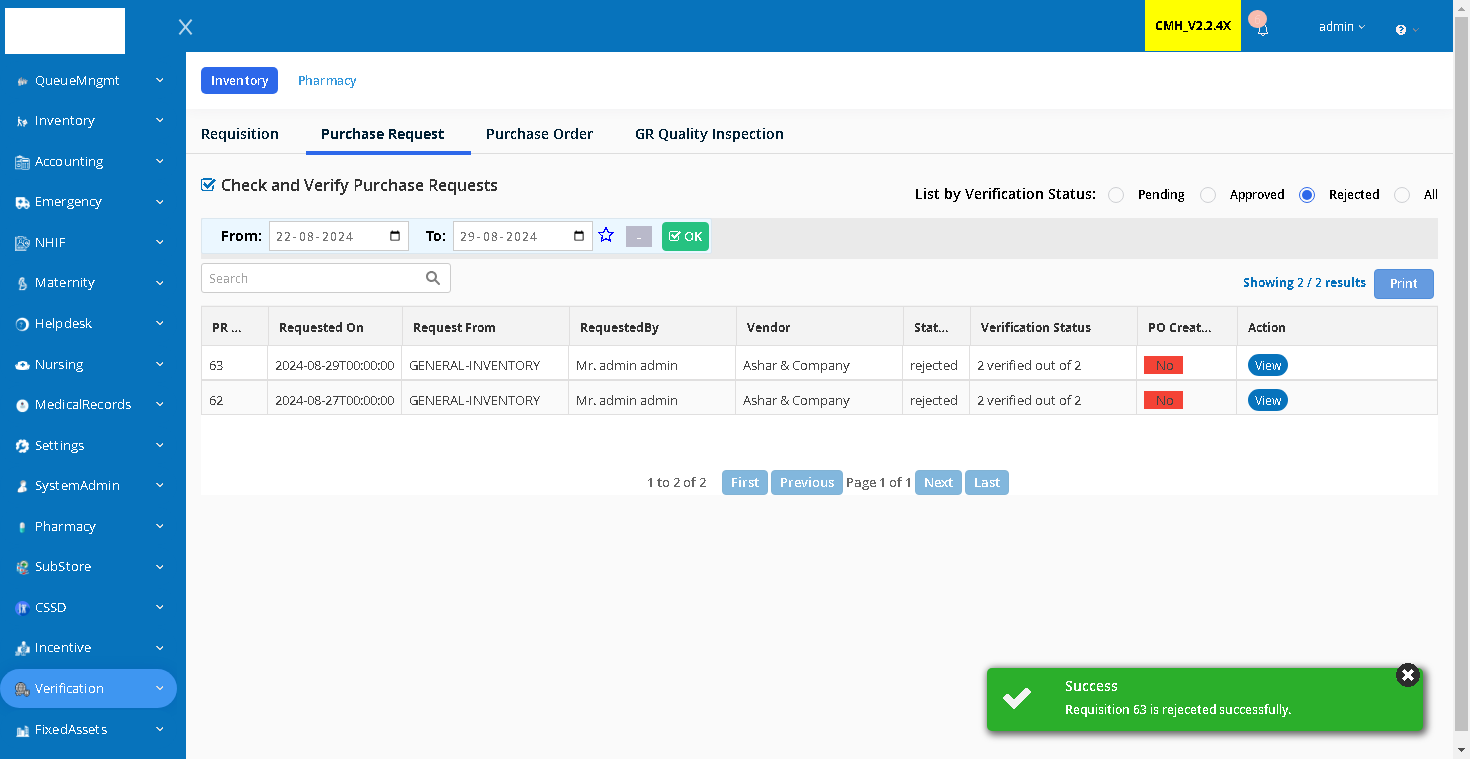 CMH_V2.2.4X
admin
QueueMngmt
Inventory
Accounting
Emergency
NHIF
Maternity
Helpdesk
Nursing
MedicalRecords
Settings
SystemAdmin
Pharmacy
SubStore
CSSD
Incentive
Verification
FixedAssets
Inventory Pharmacy
Requisition Purchase Request Purchase Order GR Quality Inspection
Check and Verify Purchase Requests
List by Verification Status: Pending Approved Rejected All
From: 22-08-2024 To: 29-08-2024 - OK
Search
Showing 2 / 2 results Print
PR ... Requested On Request From RequestedBy Vendor Stat... Verification Status PO Creat... Action
63 2024-08-29T00:00:00 GENERAL-INVENTORY Mr. admin admin Ashar & Company rejected 2 verified out of 2 No View
62 2024-08-27T00:00:00 GENERAL-INVENTORY Mr. admin admin Ashar & Company rejected 2 verified out of 2 No View
1 to 2 of 2 First Previous Page 1 of 1 Next Last
Success
Requisition 63 is rejeceted successfully.